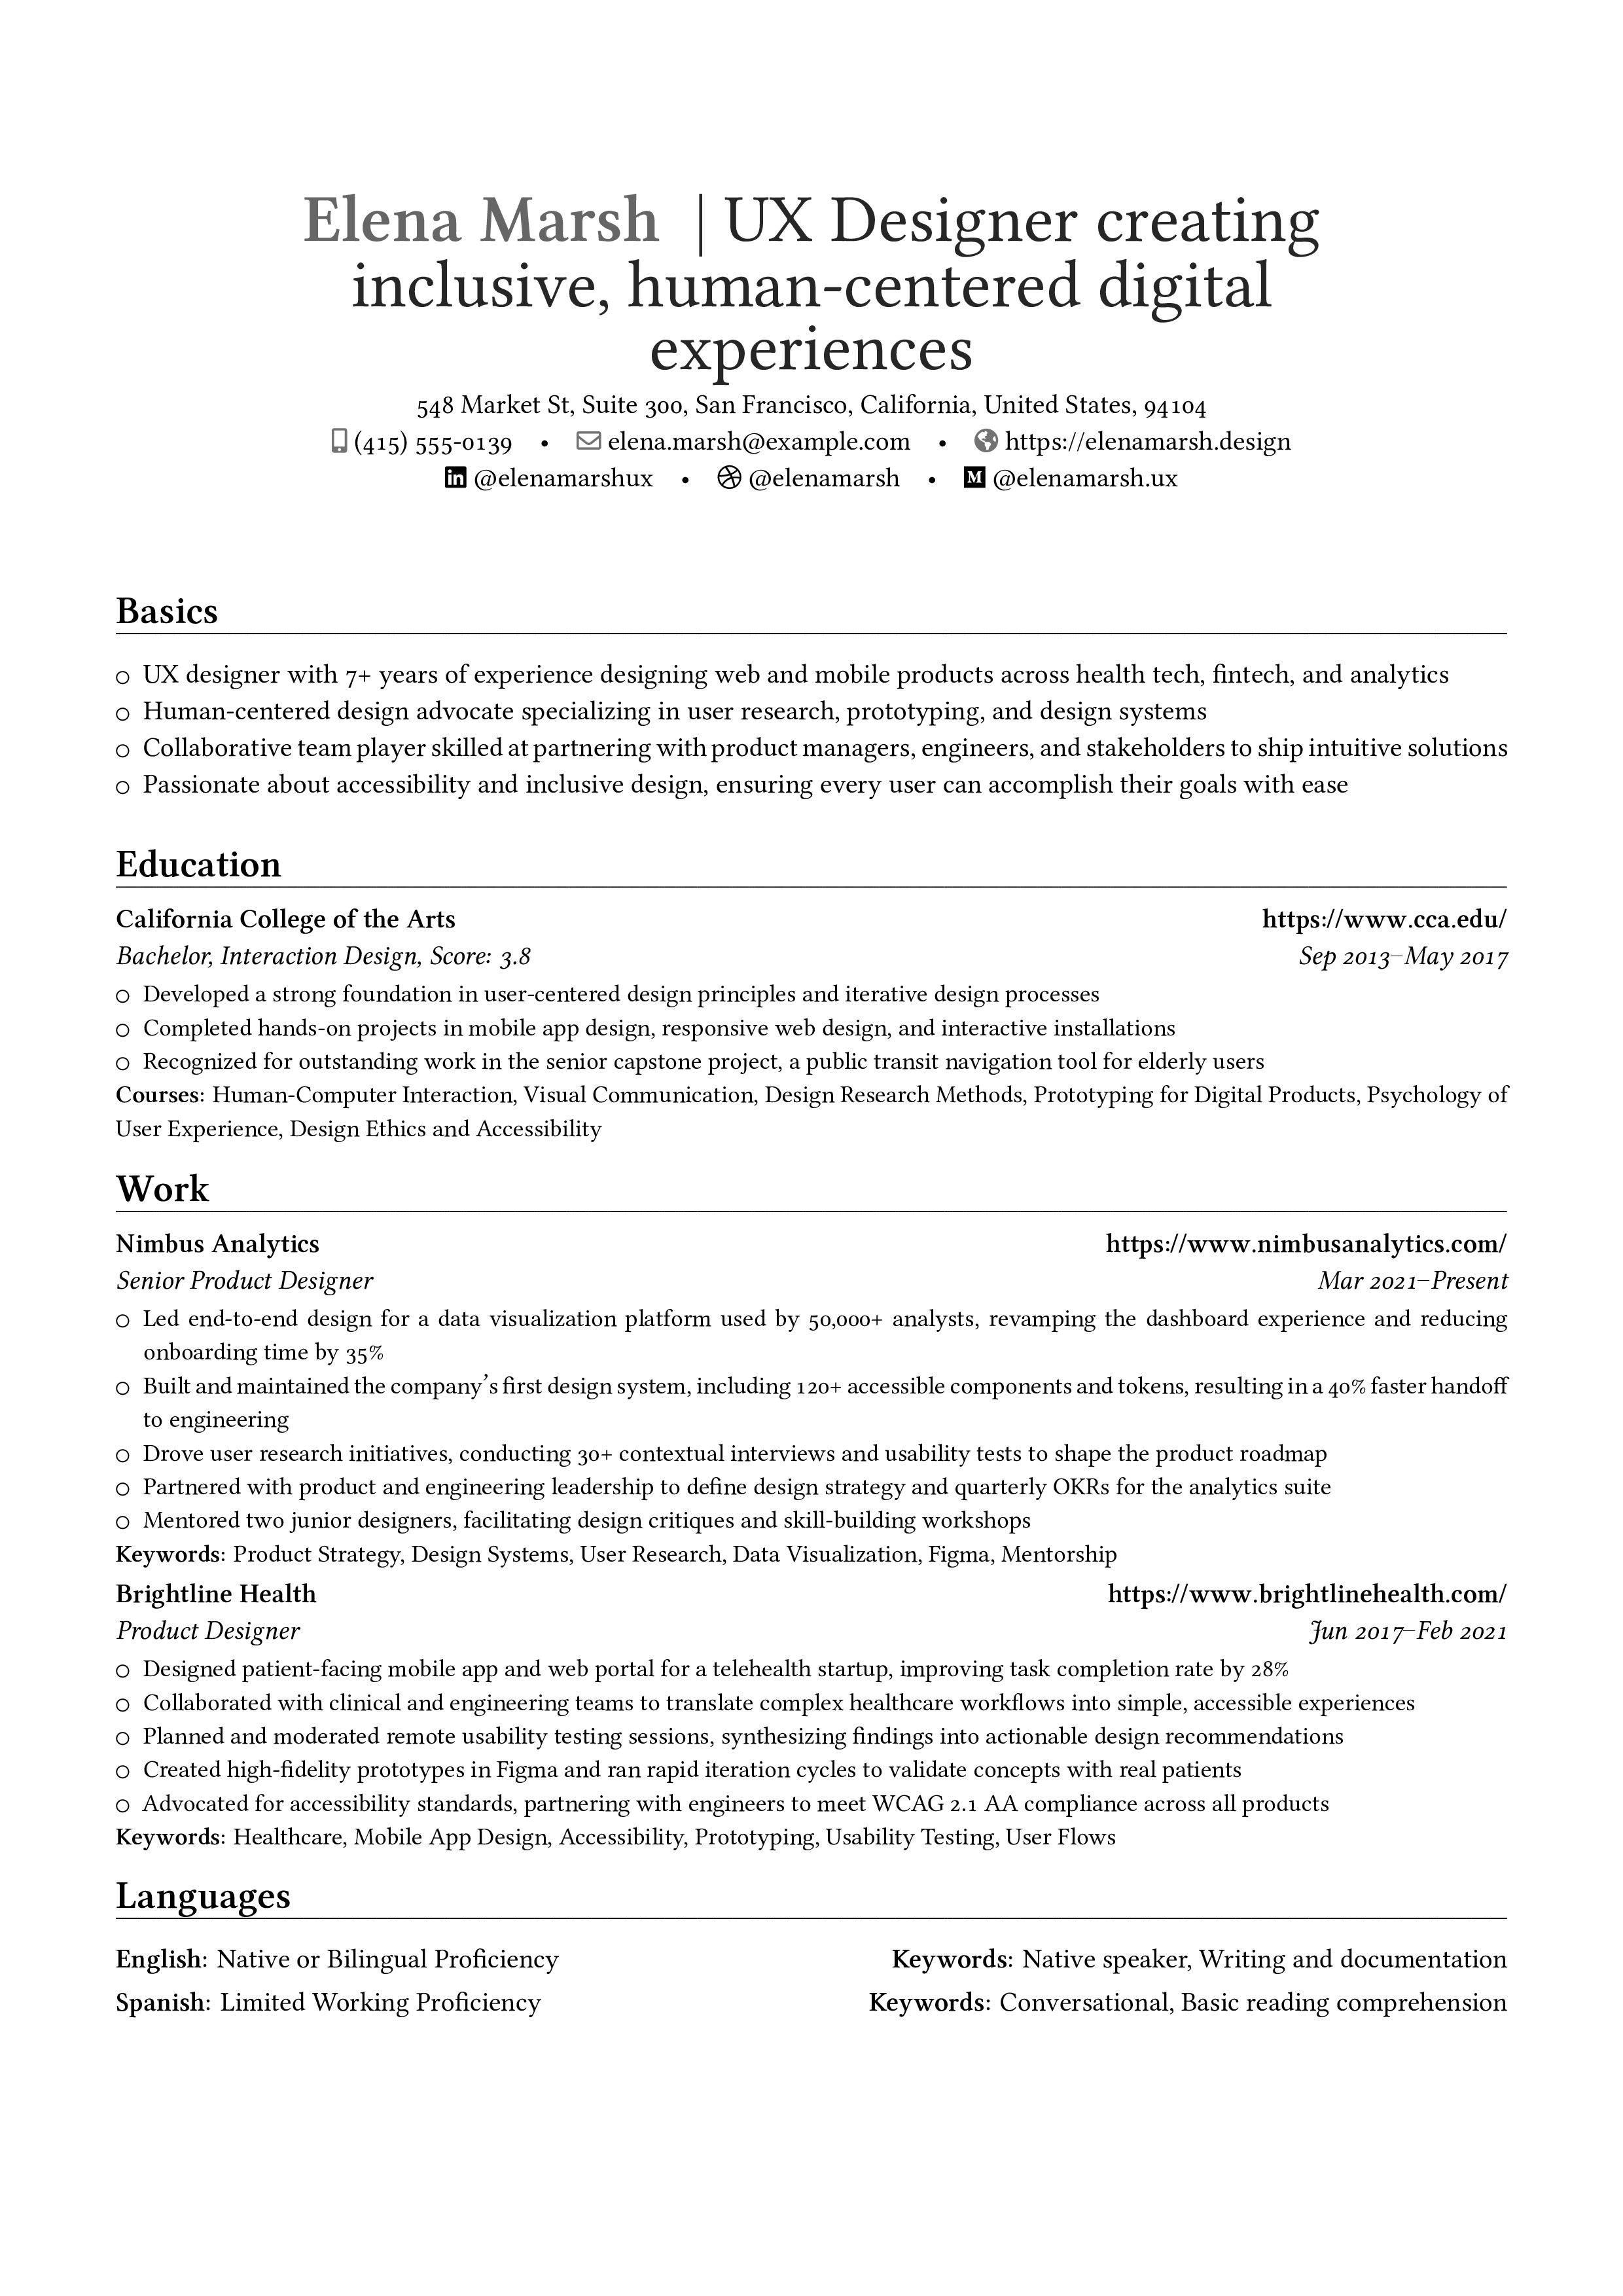 Elena Marsh | UX Designer creating
inclusive, human-centered digital
experiences
548 Market St, Suite 300, San Francisco, California, United States, 94104
(415) 555-0139 • elena.marsh@example.com • https://elenamarsh.design
@elenamarshux • @elenamarsh • @elenamarsh.ux
Basics
○ UX designer with 7+ years of experience designing web and mobile products across health tech, fintech, and analytics
○ Human-centered design advocate specializing in user research, prototyping, and design systems
○ Collaborative team player skilled at partnering with product managers, engineers, and stakeholders to ship intuitive solutions
○ Passionate about accessibility and inclusive design, ensuring every user can accomplish their goals with ease
Education
California College of the Arts https://www.cca.edu/
Bachelor, Interaction Design, Score: 3.8 Sep 2013–May 2017
○ Developed a strong foundation in user-centered design principles and iterative design processes
○ Completed hands-on projects in mobile app design, responsive web design, and interactive installations
○ Recognized for outstanding work in the senior capstone project, a public transit navigation tool for elderly users
Courses: Human-Computer Interaction, Visual Communication, Design Research Methods, Prototyping for Digital Products, Psychology of
User Experience, Design Ethics and Accessibility
Work
Nimbus Analytics https://www.nimbusanalytics.com/
Senior Product Designer Mar 2021–Present
○ Led end-to-end design for a data visualization platform used by 50,000+ analysts, revamping the dashboard experience and reducing
onboarding time by 35%
○ Built and maintained the company's first design system, including 120+ accessible components and tokens, resulting in a 40% faster handoff
to engineering
○ Drove user research initiatives, conducting 30+ contextual interviews and usability tests to shape the product roadmap
○ Partnered with product and engineering leadership to define design strategy and quarterly OKRs for the analytics suite
○ Mentored two junior designers, facilitating design critiques and skill-building workshops
Keywords: Product Strategy, Design Systems, User Research, Data Visualization, Figma, Mentorship
Brightline Health https://www.brightlinehealth.com/
Product Designer Jun 2017–Feb 2021
○ Designed patient-facing mobile app and web portal for a telehealth startup, improving task completion rate by 28%
○ Collaborated with clinical and engineering teams to translate complex healthcare workflows into simple, accessible experiences
○ Planned and moderated remote usability testing sessions, synthesizing findings into actionable design recommendations
○ Created high-fidelity prototypes in Figma and ran rapid iteration cycles to validate concepts with real patients
○ Advocated for accessibility standards, partnering with engineers to meet WCAG 2.1 AA compliance across all products
Keywords: Healthcare, Mobile App Design, Accessibility, Prototyping, Usability Testing, User Flows
Languages
English: Native or Bilingual Proficiency Keywords: Native speaker, Writing and documentation
Spanish: Limited Working Proficiency Keywords: Conversational, Basic reading comprehension